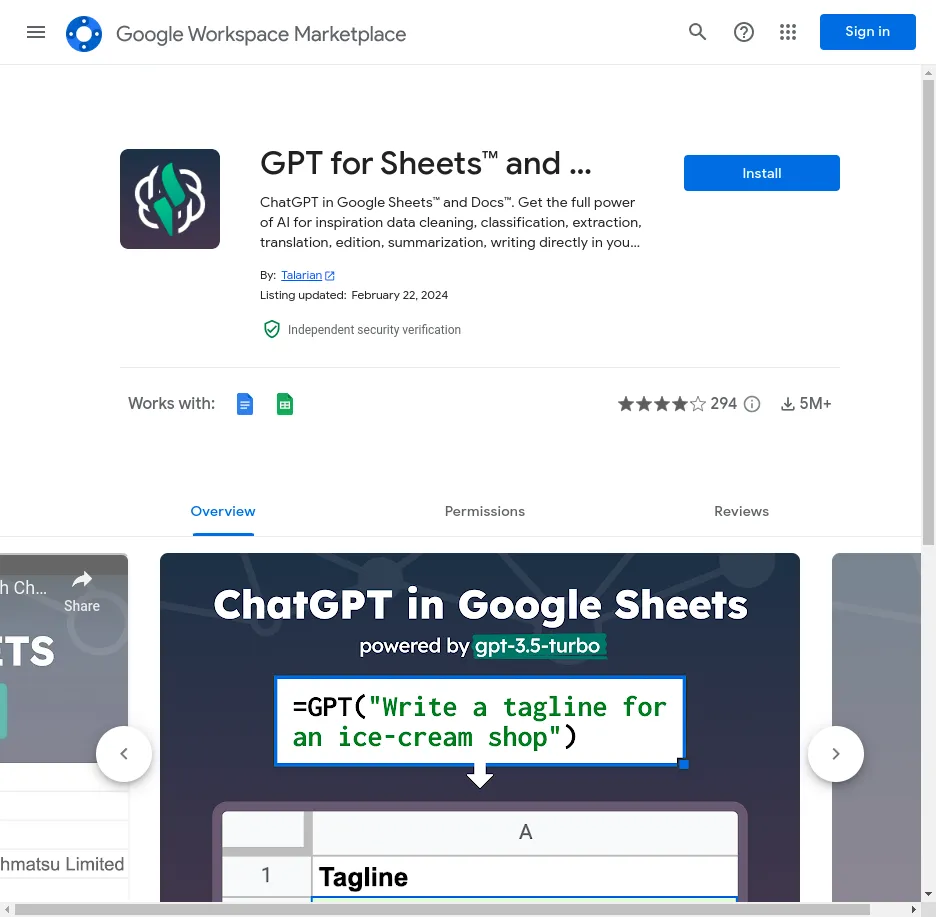 Google Workspace Marketplace
Sign in
GPT for Sheets™ and ...
Install
ChatGPT in Google Sheets™ and Docs™. Get the full power
of AI for inspiration data cleaning, classification, extraction,
translation, edition, summarization, writing directly in you...
By: Talarian
Listing updated: February 22, 2024
Independent security verification
Works with:
294
5M+
Overview
Permissions
Reviews
h Ch...
Share
ETS
hmatsu Limited
ChatGPT in Google Sheets
powered by gpt-3.5-turbo
=GPT("Write a tagline for
an ice-cream shop")
A
1
Tagline